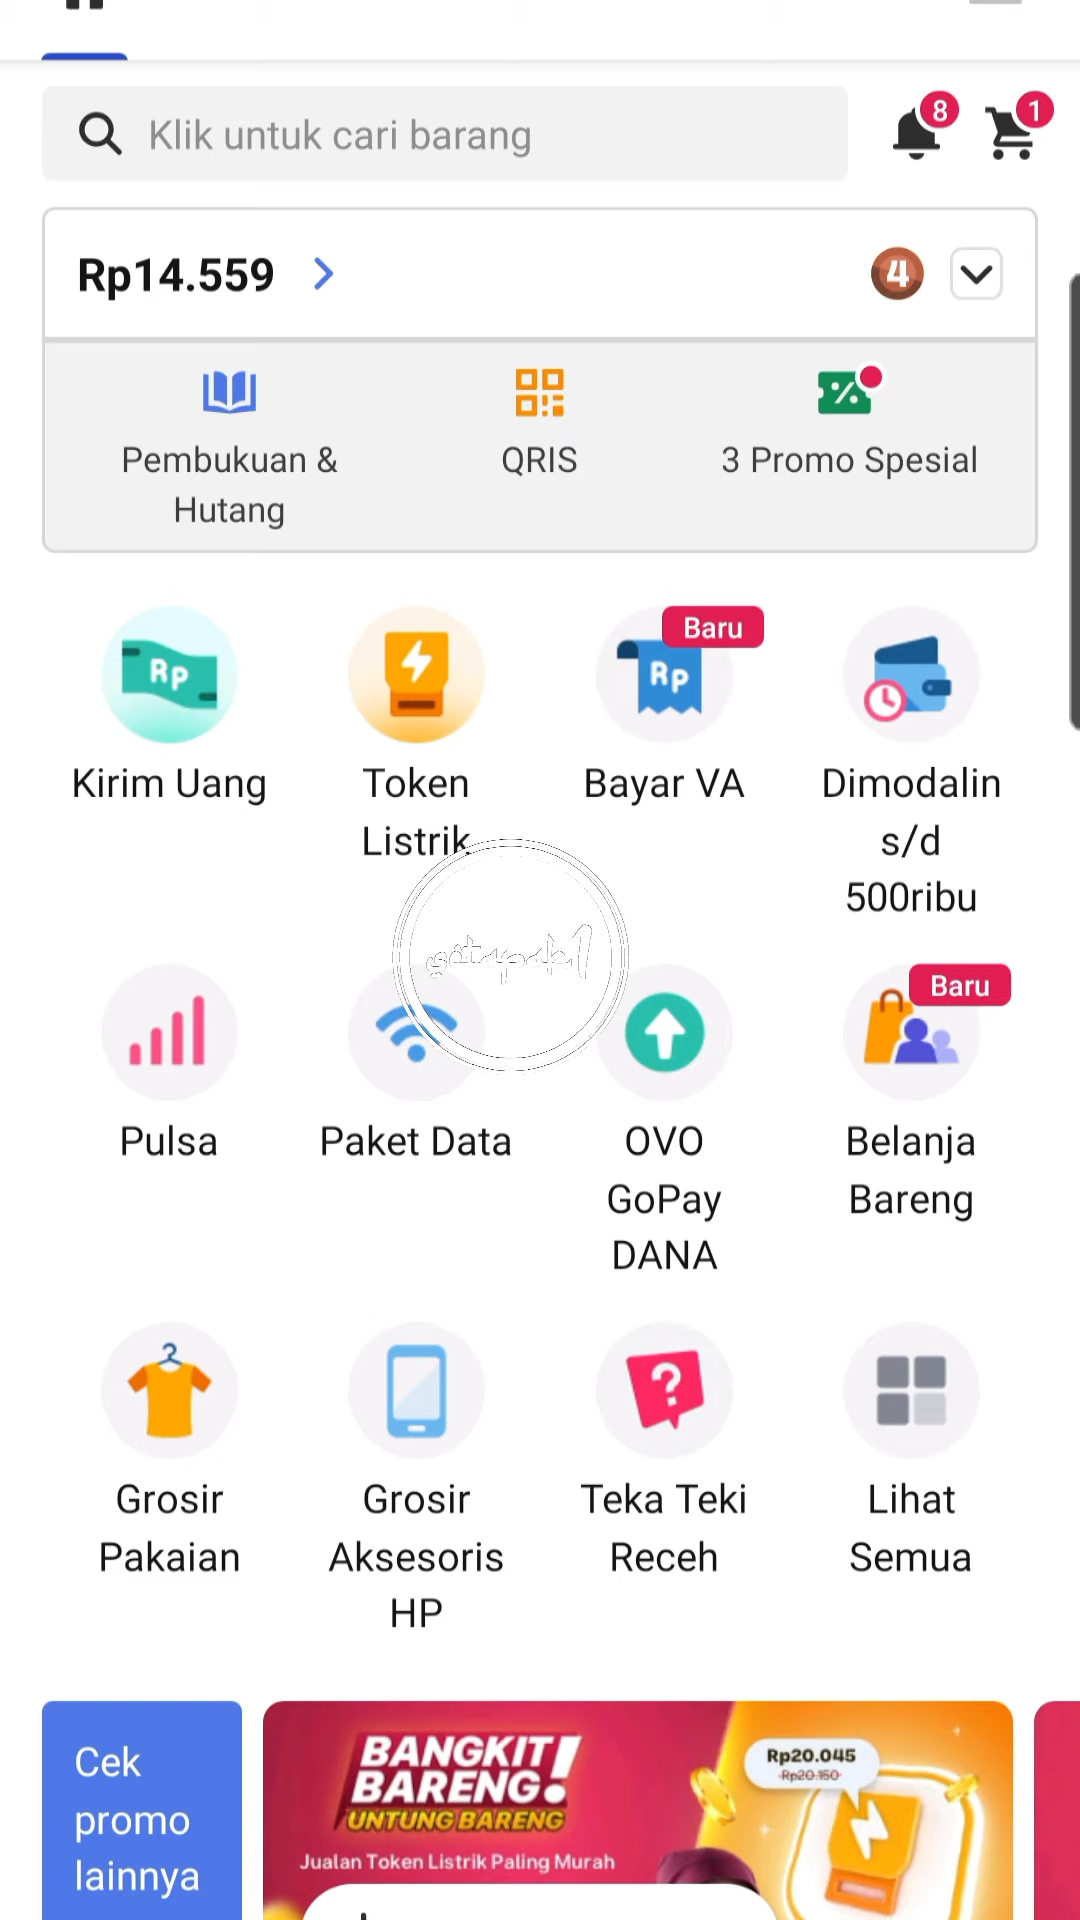 Klik untuk cari barang
8
1
Rp14.559
4
Pembukuan &
Hutang
QRIS
3 Promo Spesial
Rp
Baru
Rp
Kirim Uang
Token
Listrik
Bayar VA
Dimodalin
s/d
500ribu
Baru
Pulsa
Paket Data
OVO
GoPay
DANA
Belanja
Bareng
?
Grosir
Pakaian
Grosir
Aksesoris
HP
Teka Teki
Receh
Lihat
Semua
Cek
promo
lainnya
BANGKIT
BARENG!
UNTUNG BARENG
Jualan Token Listrik Paling Murah
Rp20.045
Rp20.150